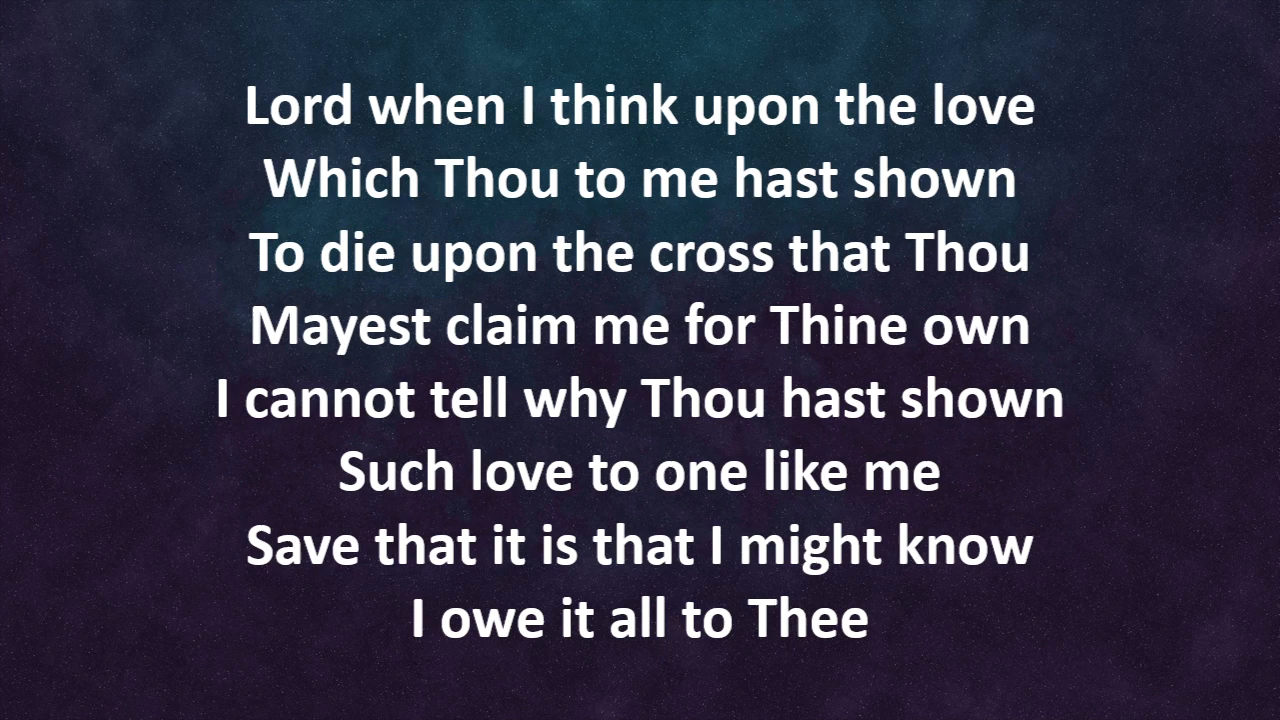 Lord when I think upon the love
Which Thou to me hast shown
To die upon the cross that Thou
Mayest claim me for Thine own
I cannot tell why Thou hast shown
Such love to one like me
Save that it is that I might know
I owe it all to Thee